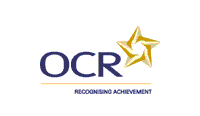 OCR
RECOGNISING ACHIEVEMENT